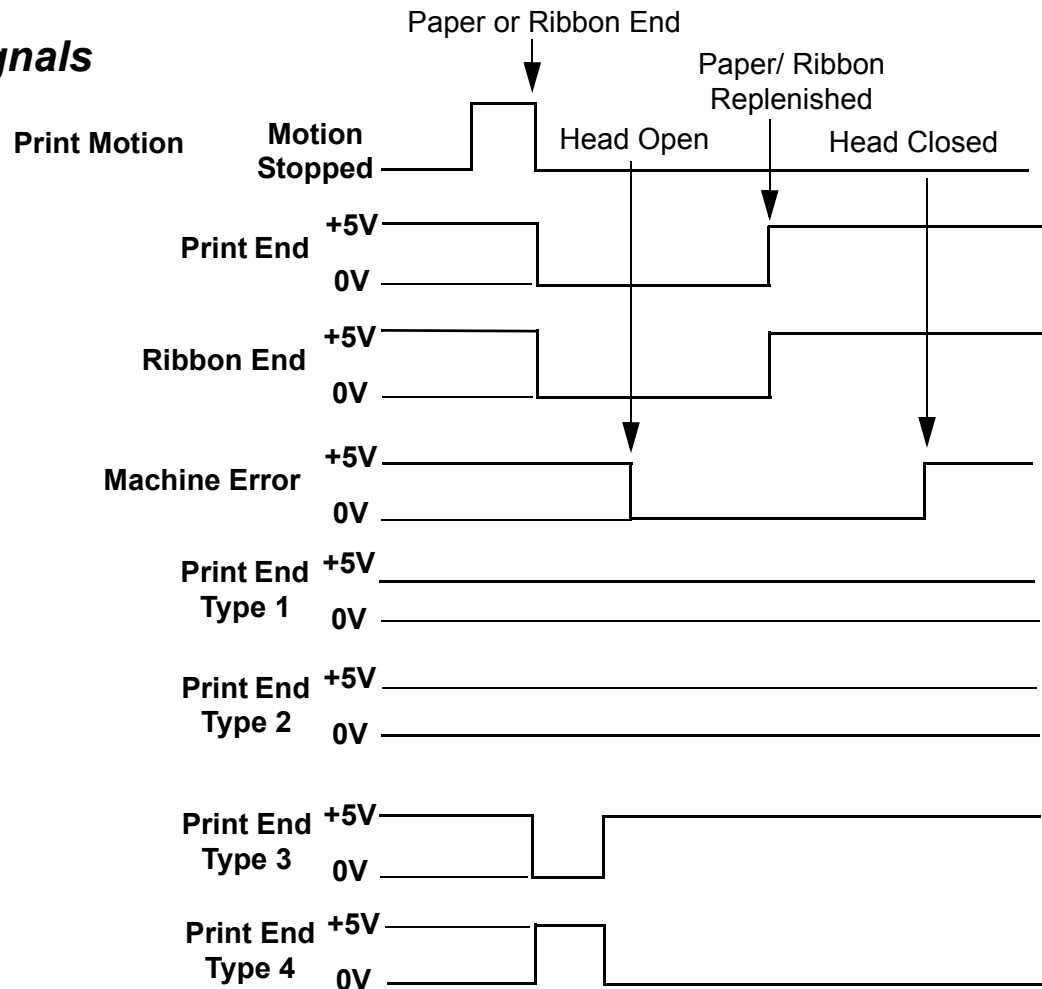 Paper or Ribbon End
gnals
Paper/ Ribbon
Replenished
Print Motion
Motion
Stopped
Head Open
Head Closed
Print End
+5V
0V
Ribbon End
+5V
0V
Machine Error
+5V
0V
Print End
Type 1
+5V
0V
Print End
Type 2
+5V
0V
Print End
Type 3
+5V
0V
Print End
Type 4
+5V
0V